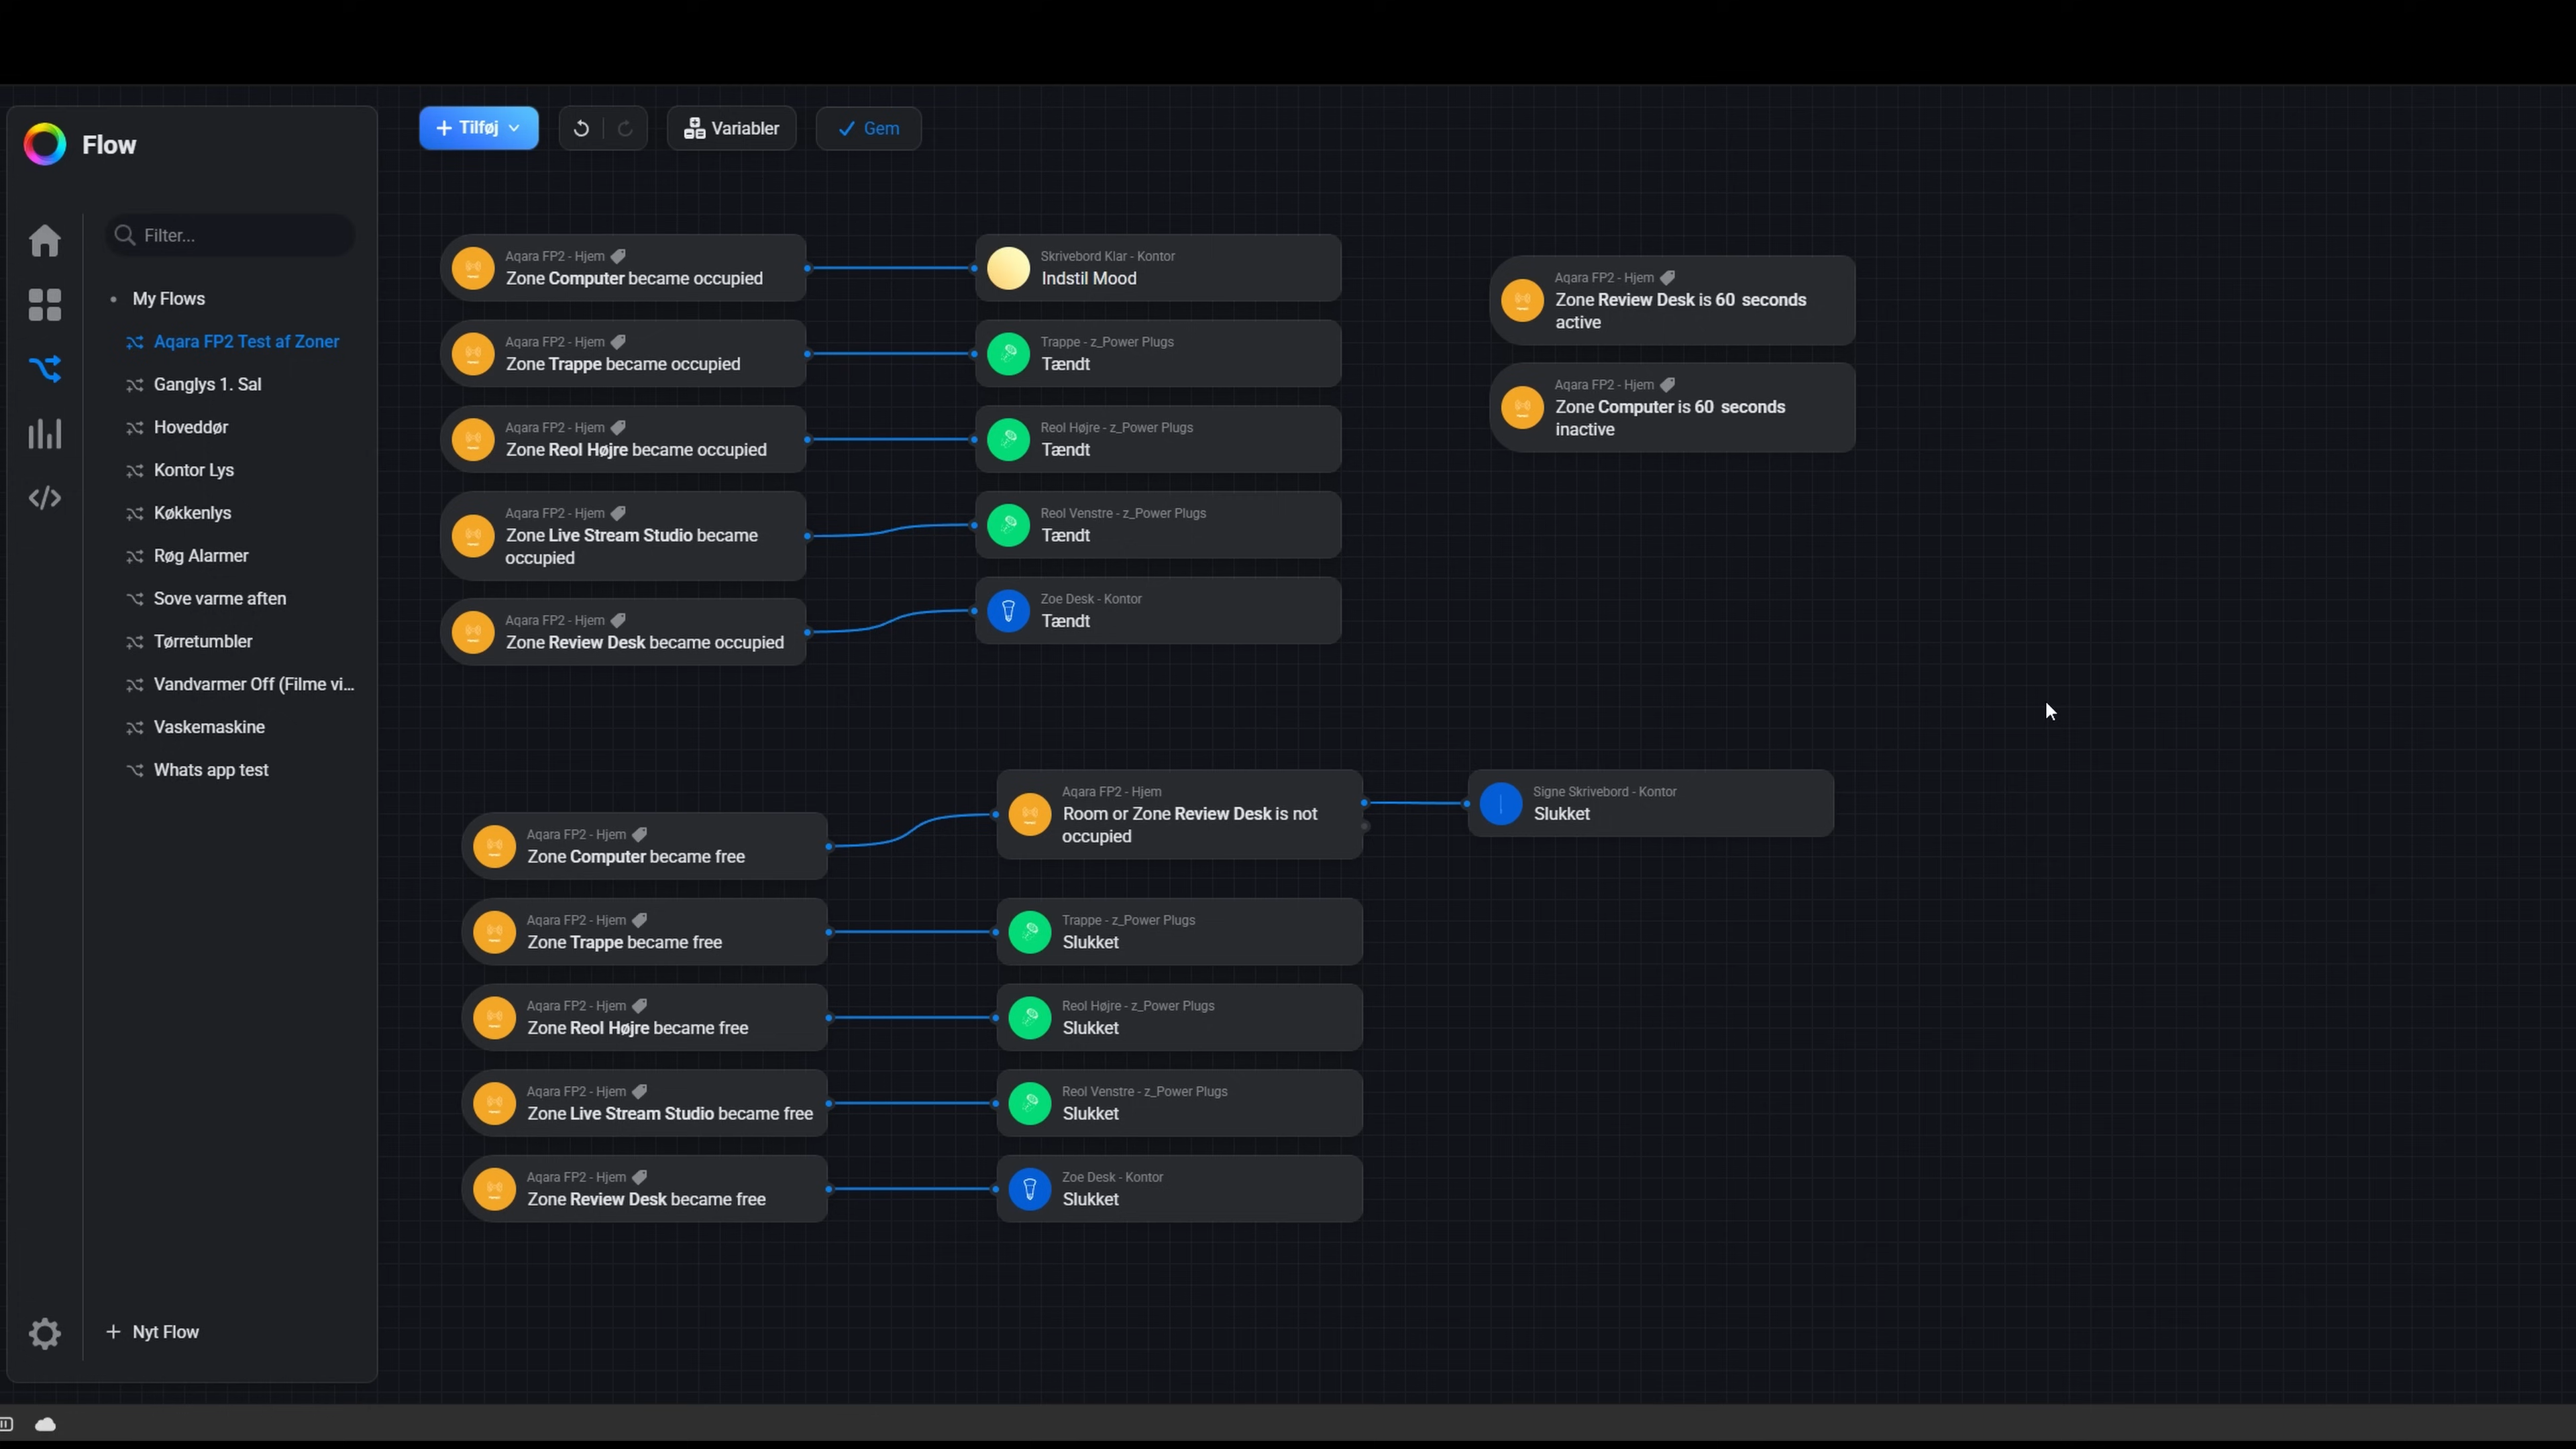 Flow
Filter...
My Flows
Aqara FP2 Test af Zoner
Ganglys 1. Sal
Hoveddør
Kontor Lys
Køkkenlys
Røg Alarmer
Sove varme aften
Tørretumbler
Vandvarmer Off (Filme vi...
Vaskemaskine
Whats app test
Nyt Flow
Tilføj
Variabler
Gem
Aqara FP2 - Hjem
Zone Computer became occupied
Skrivebord Klar - Kontor
Indstil Mood
Aqara FP2 - Hjem
Zone Trappe became occupied
Trappe - z_Power Plugs
Tændt
Aqara FP2 - Hjem
Zone Reol Højre became occupied
Reol Højre - z_Power Plugs
Tændt
Aqara FP2 - Hjem
Zone Live Stream Studio became
occupied
Reol Venstre - z_Power Plugs
Tændt
Aqara FP2 - Hjem
Zone Review Desk became occupied
Zoe Desk - Kontor
Tændt
Aqara FP2 - Hjem
Zone Review Desk is 60 seconds
active
Aqara FP2 - Hjem
Zone Computer is 60 seconds
inactive
Aqara FP2 - Hjem
Zone Computer became free
Aqara FP2 - Hjem
Room or Zone Review Desk is not
occupied
Signe Skrivebord - Kontor
Slukket
Aqara FP2 - Hjem
Zone Trappe became free
Trappe - z_Power Plugs
Slukket
Aqara FP2 - Hjem
Zone Reol Højre became free
Reol Højre - z_Power Plugs
Slukket
Aqara FP2 - Hjem
Zone Live Stream Studio became free
Reol Venstre - z_Power Plugs
Slukket
Aqara FP2 - Hjem
Zone Review Desk became free
Zoe Desk - Kontor
Slukket